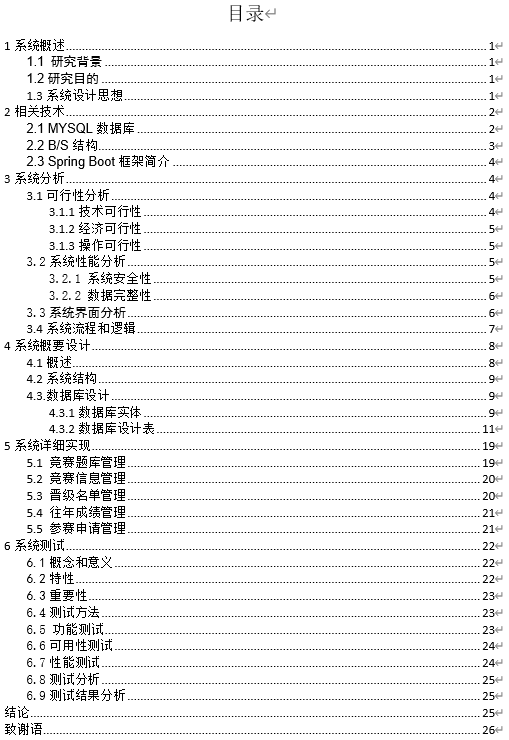 目录
1 系统概述 1
1.1 研究背景 1
1.2 研究目的 1
1.3 系统设计思想 1
2 相关技术 2
2.1 MYSQL 数据库 2
2.2 B/S 结构 3
2.3 Spring Boot 框架简介 4
3 系统分析 4
3.1 可行性分析 4
3.1.1 技术可行性 4
3.1.2 经济可行性 5
3.1.3 操作可行性 5
3.2 系统性能分析 5
3.2.1 系统安全性 5
3.2.2 数据完整性 6
3.3 系统界面分析 6
3.4 系统流程和逻辑 7
4 系统概要设计 8
4.1 概述 8
4.2 系统结构 9
4.3.数据库设计 9
4.3.1 数据库实体 9
4.3.2 数据库设计表 11
5 系统详细实现 19
5.1 竞赛题库管理 19
5.2 竞赛信息管理 20
5.3 晋级名单管理 20
5.4 往年成绩管理 21
5.5 参赛申请管理 21
6 系统测试 22
6.1 概念和意义 22
6.2 特性 22
6.3 重要性 23
6.4 测试方法 23
6.5 功能测试 23
6.6 可用性测试 24
6.7 性能测试 24
6.8 测试分析 25
6.9 测试结果分析 25
结论 25
致谢语 26